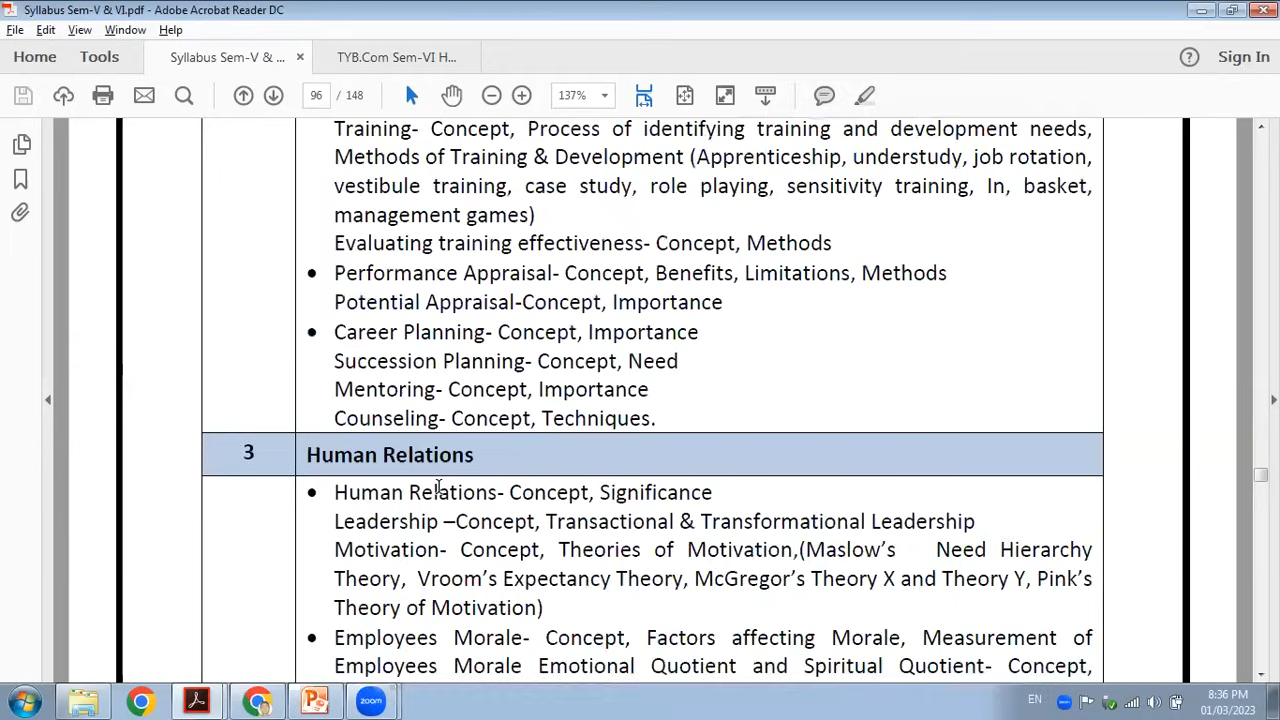 Syllabus Sem-V & VI.pdf - Adobe Acrobat Reader DC
File Edit View Window Help
Home Tools Syllabus Sem-V & ... × TYB.Com Sem-VI H... ? Sign In
96 / 148 137%
Training- Concept, Process of identifying training and development needs,
Methods of Training & Development (Apprenticeship, understudy, job rotation,
vestibule training, case study, role playing, sensitivity training, In, basket,
management games)
Evaluating training effectiveness- Concept, Methods
• Performance Appraisal- Concept, Benefits, Limitations, Methods
Potential Appraisal-Concept, Importance
• Career Planning- Concept, Importance
Succession Planning- Concept, Need
Mentoring- Concept, Importance
Counseling- Concept, Techniques.
3 Human Relations
• Human Relations- Concept, Significance
Leadership –Concept, Transactional & Transformational Leadership
Motivation- Concept, Theories of Motivation,(Maslow’s Need Hierarchy
Theory, Vroom’s Expectancy Theory, McGregor’s Theory X and Theory Y, Pink’s
Theory of Motivation)
• Employees Morale- Concept, Factors affecting Morale, Measurement of
Employees Morale Emotional Quotient and Spiritual Quotient- Concept,
zoom EN 8:36 PM
01/03/2023